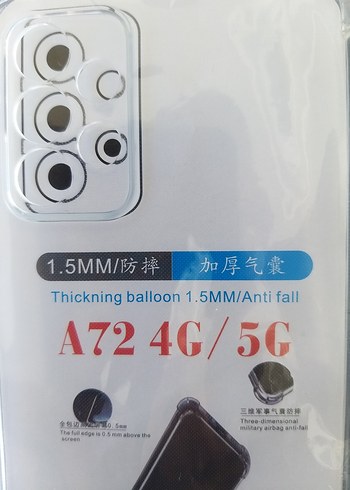 1.5MM/防摔 加厚气囊
Thickning balloon 1.5MM/Anti fall
A72 4G/5G
三维军事气囊防摔
Three-dimensional
military airbag anti-fall
0.5mm
The full edge is 0.5 mm above the
screen